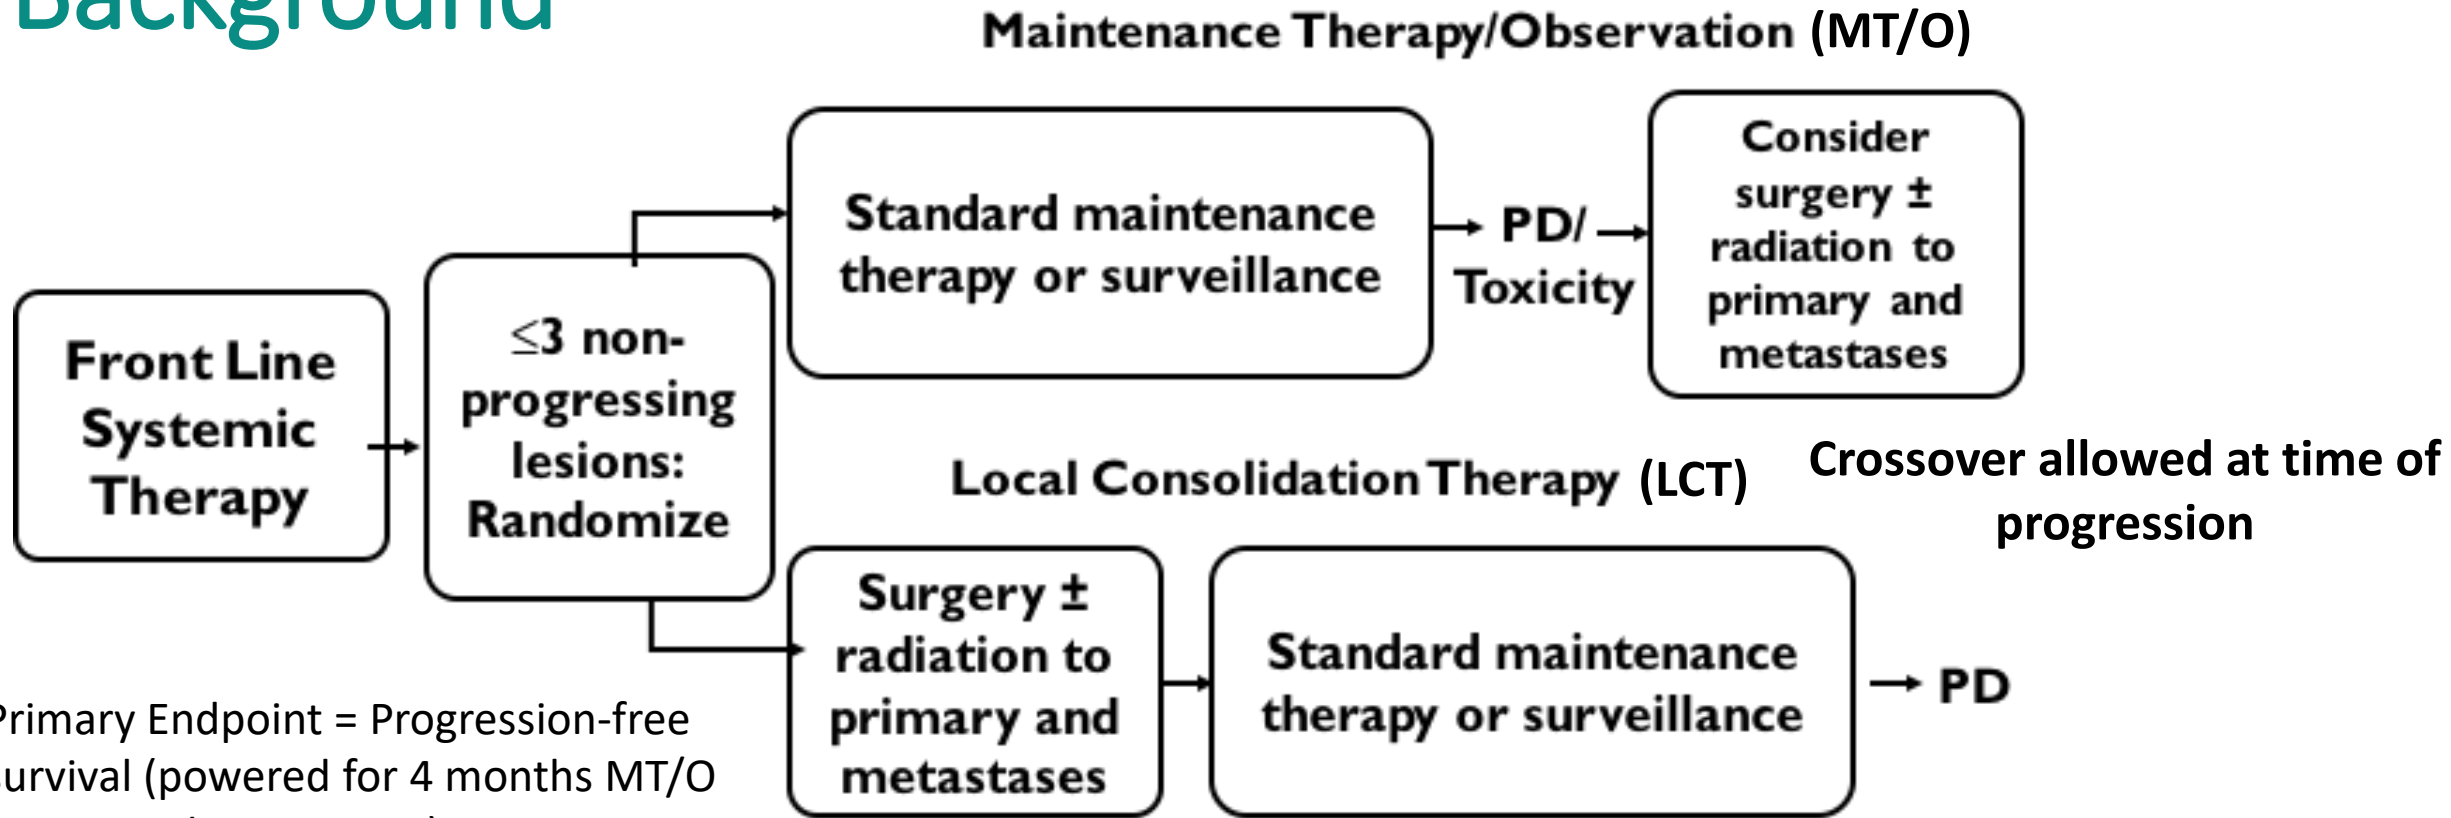 Background
Maintenance Therapy/Observation (MT/O)
Standard maintenance
therapy or surveillance
PD/
Toxicity
Consider
surgery ±
radiation to
primary and
metastases
Front Line
Systemic
Therapy
≤3 non-
progressing
lesions:
Randomize
Local Consolidation Therapy (LCT)
Crossover allowed at time of
progression
Surgery ±
radiation to
primary and
metastases
Standard maintenance
therapy or surveillance
PD
Primary Endpoint = Progression-free
survival (powered for 4 months MT/O